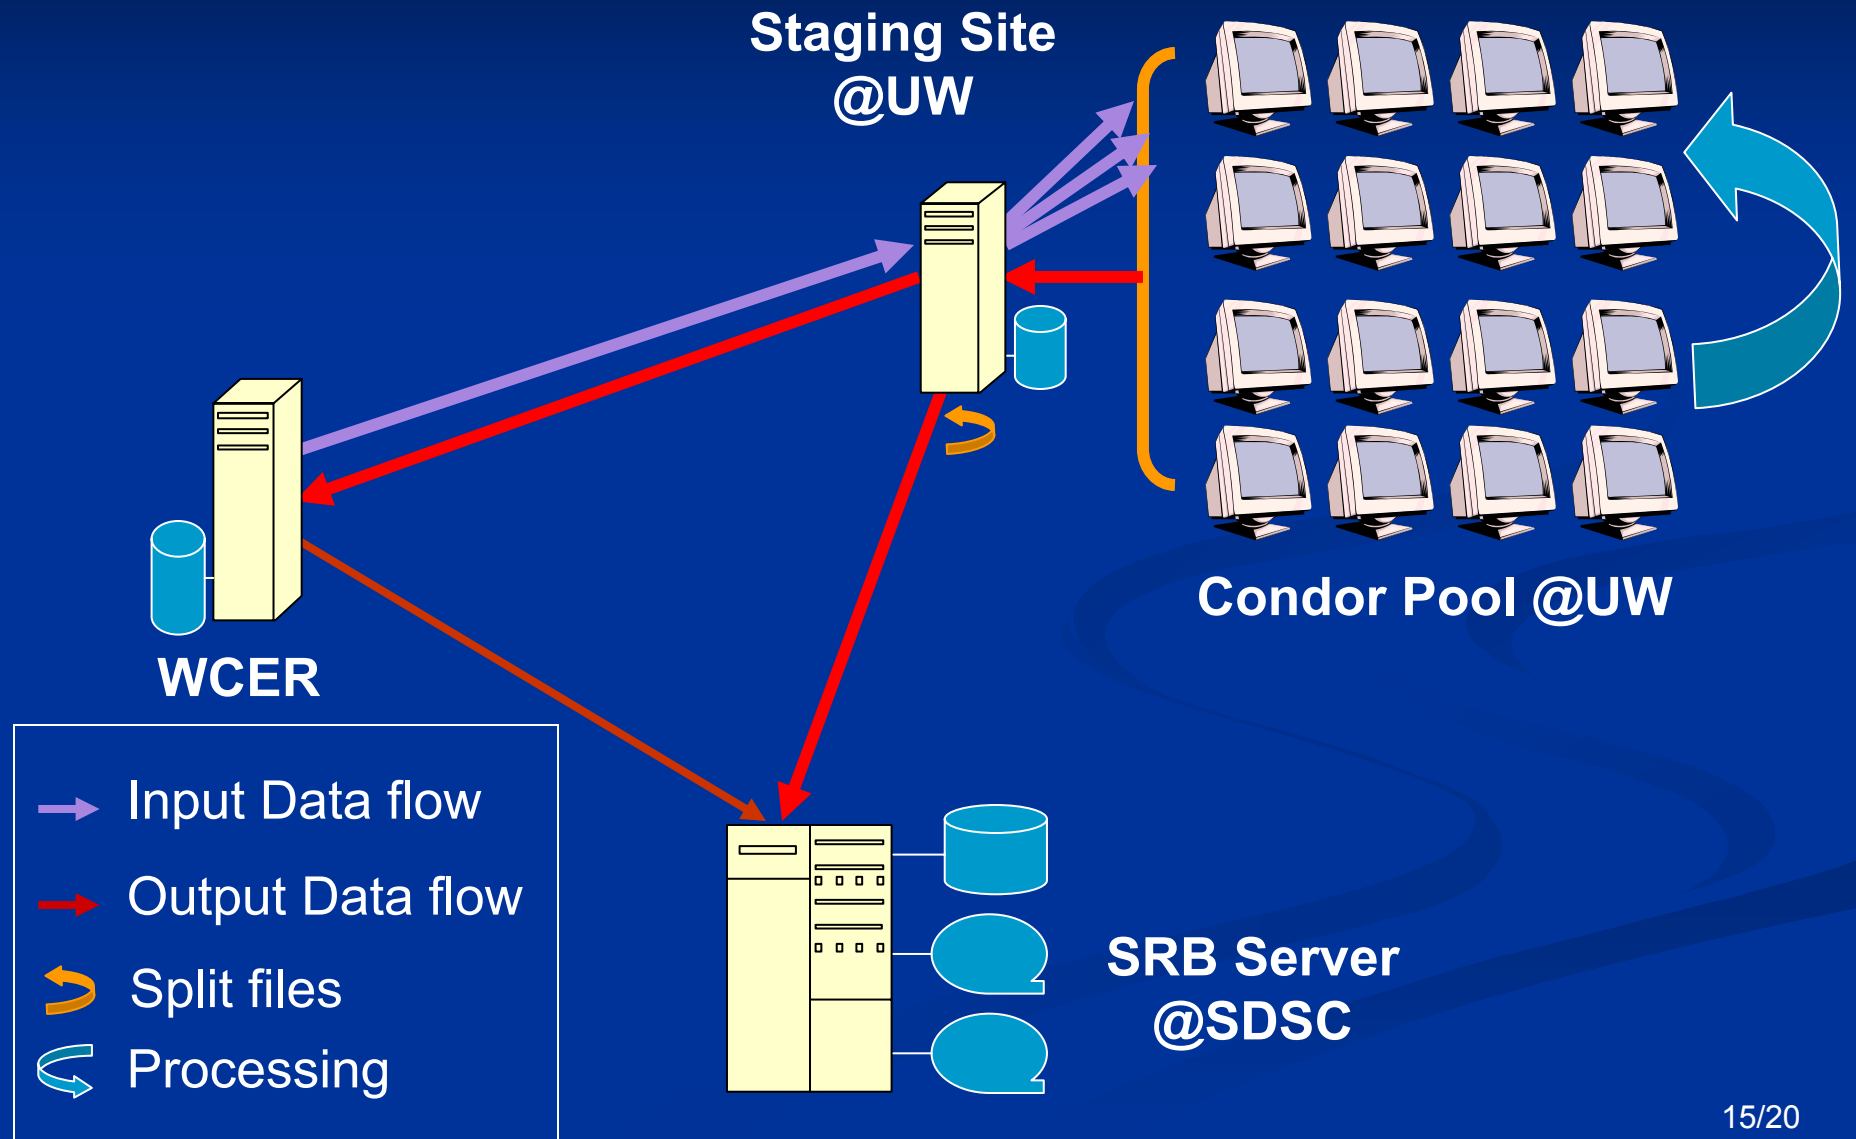 Staging Site
@UW
Condor Pool @UW
WCER
Input Data flow
Output Data flow
Split files
Processing
SRB Server
@SDSC
15/20